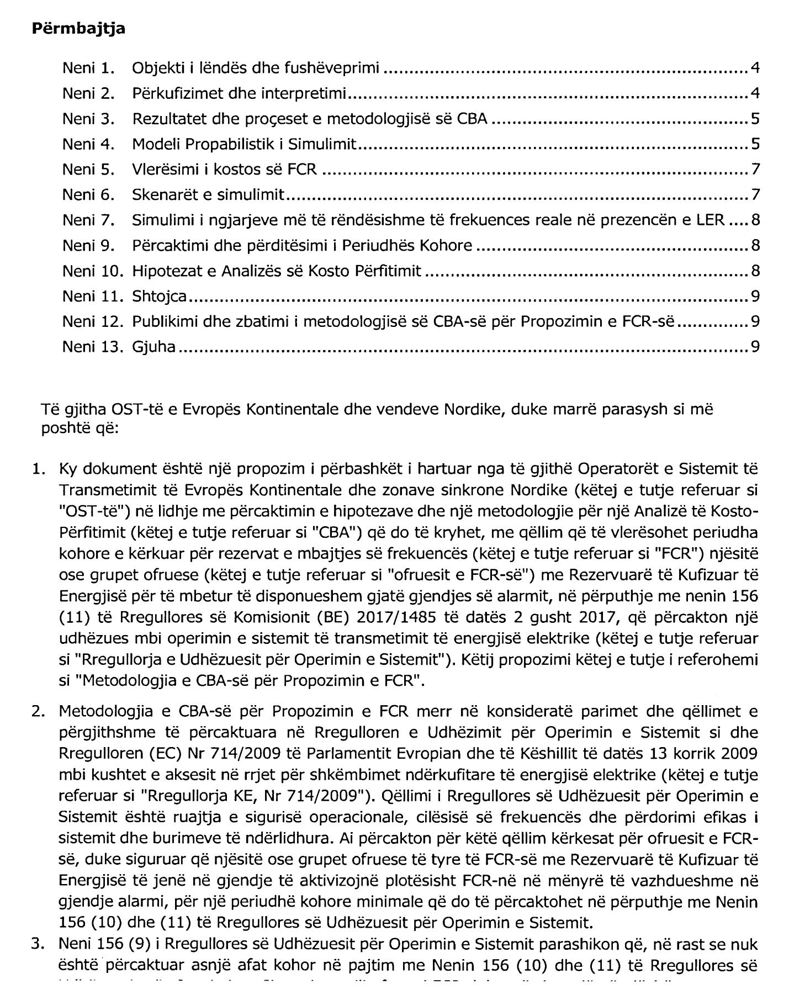 Përmbajtja
Neni 1. Objekti i lëndës dhe fushëveprimi ........ 4
Neni 2. Përkufizimet dhe interpretimi ........ 4
Neni 3. Rezultatet dhe proçeset e metodologjisë së CBA ........ 5
Neni 4. Modeli Propabilistik i Simulimit ........ 5
Neni 5. Vlerësimi i kostos së FCR ........ 7
Neni 6. Skenarët e simulimit ........ 7
Neni 7. Simulimi i ngjarjeve më të rëndësishme të frekuences reale në prezencën e LER .... 8
Neni 9. Përcaktimi dhe përditësimi i Periudhës Kohore ........ 8
Neni 10. Hipotezat e Analizës së Kosto Përfitimit ........ 8
Neni 11. Shtojca ........ 9
Neni 12. Publikimi dhe zbatimi i metodologjisë së CBA-së për Propozimin e FCR-së ........ 9
Neni 13. Gjuha ........ 9
Të gjitha OST-të e Evropës Kontinentale dhe vendeve Nordike, duke marrë parasysh si më
poshtë që:
1. Ky dokument është një propozim i përbashkët i hartuar nga të gjithë Operatorët e Sistemit të
Transmetimit të Evropës Kontinentale dhe zonave sinkrone Nordike (këtej e tutje referuar si
"OST-të") në lidhje me përcaktimin e hipotezave dhe një metodologjie për një Analizë të Kosto-
Përfitimit (këtej e tutje referuar si "CBA") që do të kryhet, me qëllim që të vlerësohet periudha
kohore e kërkuar për rezervat e mbajtjes së frekuencës (këtej e tutje referuar si "FCR") njësitë
ose grupet ofruese (këtej e tutje referuar si "ofruesit e FCR-së") me Rezervuarë të Kufizuar të
Energjisë për të mbetur të disponueshem gjatë gjendjes së alarmit, në përputhje me nenin 156
(11) të Rregullores së Komisionit (BE) 2017/1485 të datës 2 gusht 2017, që përcakton një
udhëzues mbi operimin e sistemit të transmetimit të energjisë elektrike (këtej e tutje referuar
si "Rregullorja e Udhëzuesit për Operimin e Sistemit"). Këtij propozimi këtej e tutje i referohemi
si "Metodologjia e CBA-së për Propozimin e FCR".
2. Metodologjia e CBA-së për Propozimin e FCR merr në konsideratë parimet dhe qëllimet e
përgjithshme të përcaktuara në Rregulloren e Udhëzimit për Operimin e Sistemit si dhe
Rregulloren (EC) Nr 714/2009 të Parlamentit Evropian dhe të Këshillit të datës 13 korrik 2009
mbi kushtet e aksesit në rrjet për shkëmbimet ndërkufitare të energjisë elektrike (këtej e tutje
referuar si "Rregullorja KE, Nr 714/2009"). Qëllimi i Rregullores së Udhëzuesit për Operimin e
Sistemit është ruajtja e sigurisë operacionale, cilësisë së frekuencës dhe përdorimi efikas i
sistemit dhe burimeve të ndërlidhura. Ai përcakton për këtë qëllim kërkesat për ofruesit e FCR-
së, duke siguruar që njësitë ose grupet ofruese të tyre të FCR-së me Rezervuarë të Kufizuar të
Energjisë të jenë në gjendje të aktivizojnë plotësisht FCR-në në mënyrë të vazhdueshme në
gjendje alarmi, për një periudhë kohore minimale që do të përcaktohet në përputhje me Nenin
156 (10) dhe (11) të Rregullores së Udhëzuesit për Operimin e Sistemit.
3. Neni 156 (9) i Rregullores së Udhëzuesit për Operimin e Sistemit parashikon që, në rast se nuk
është përcaktuar asnjë afat kohor në pajtim me Nenin 156 (10) dhe (11) të Rregullores së